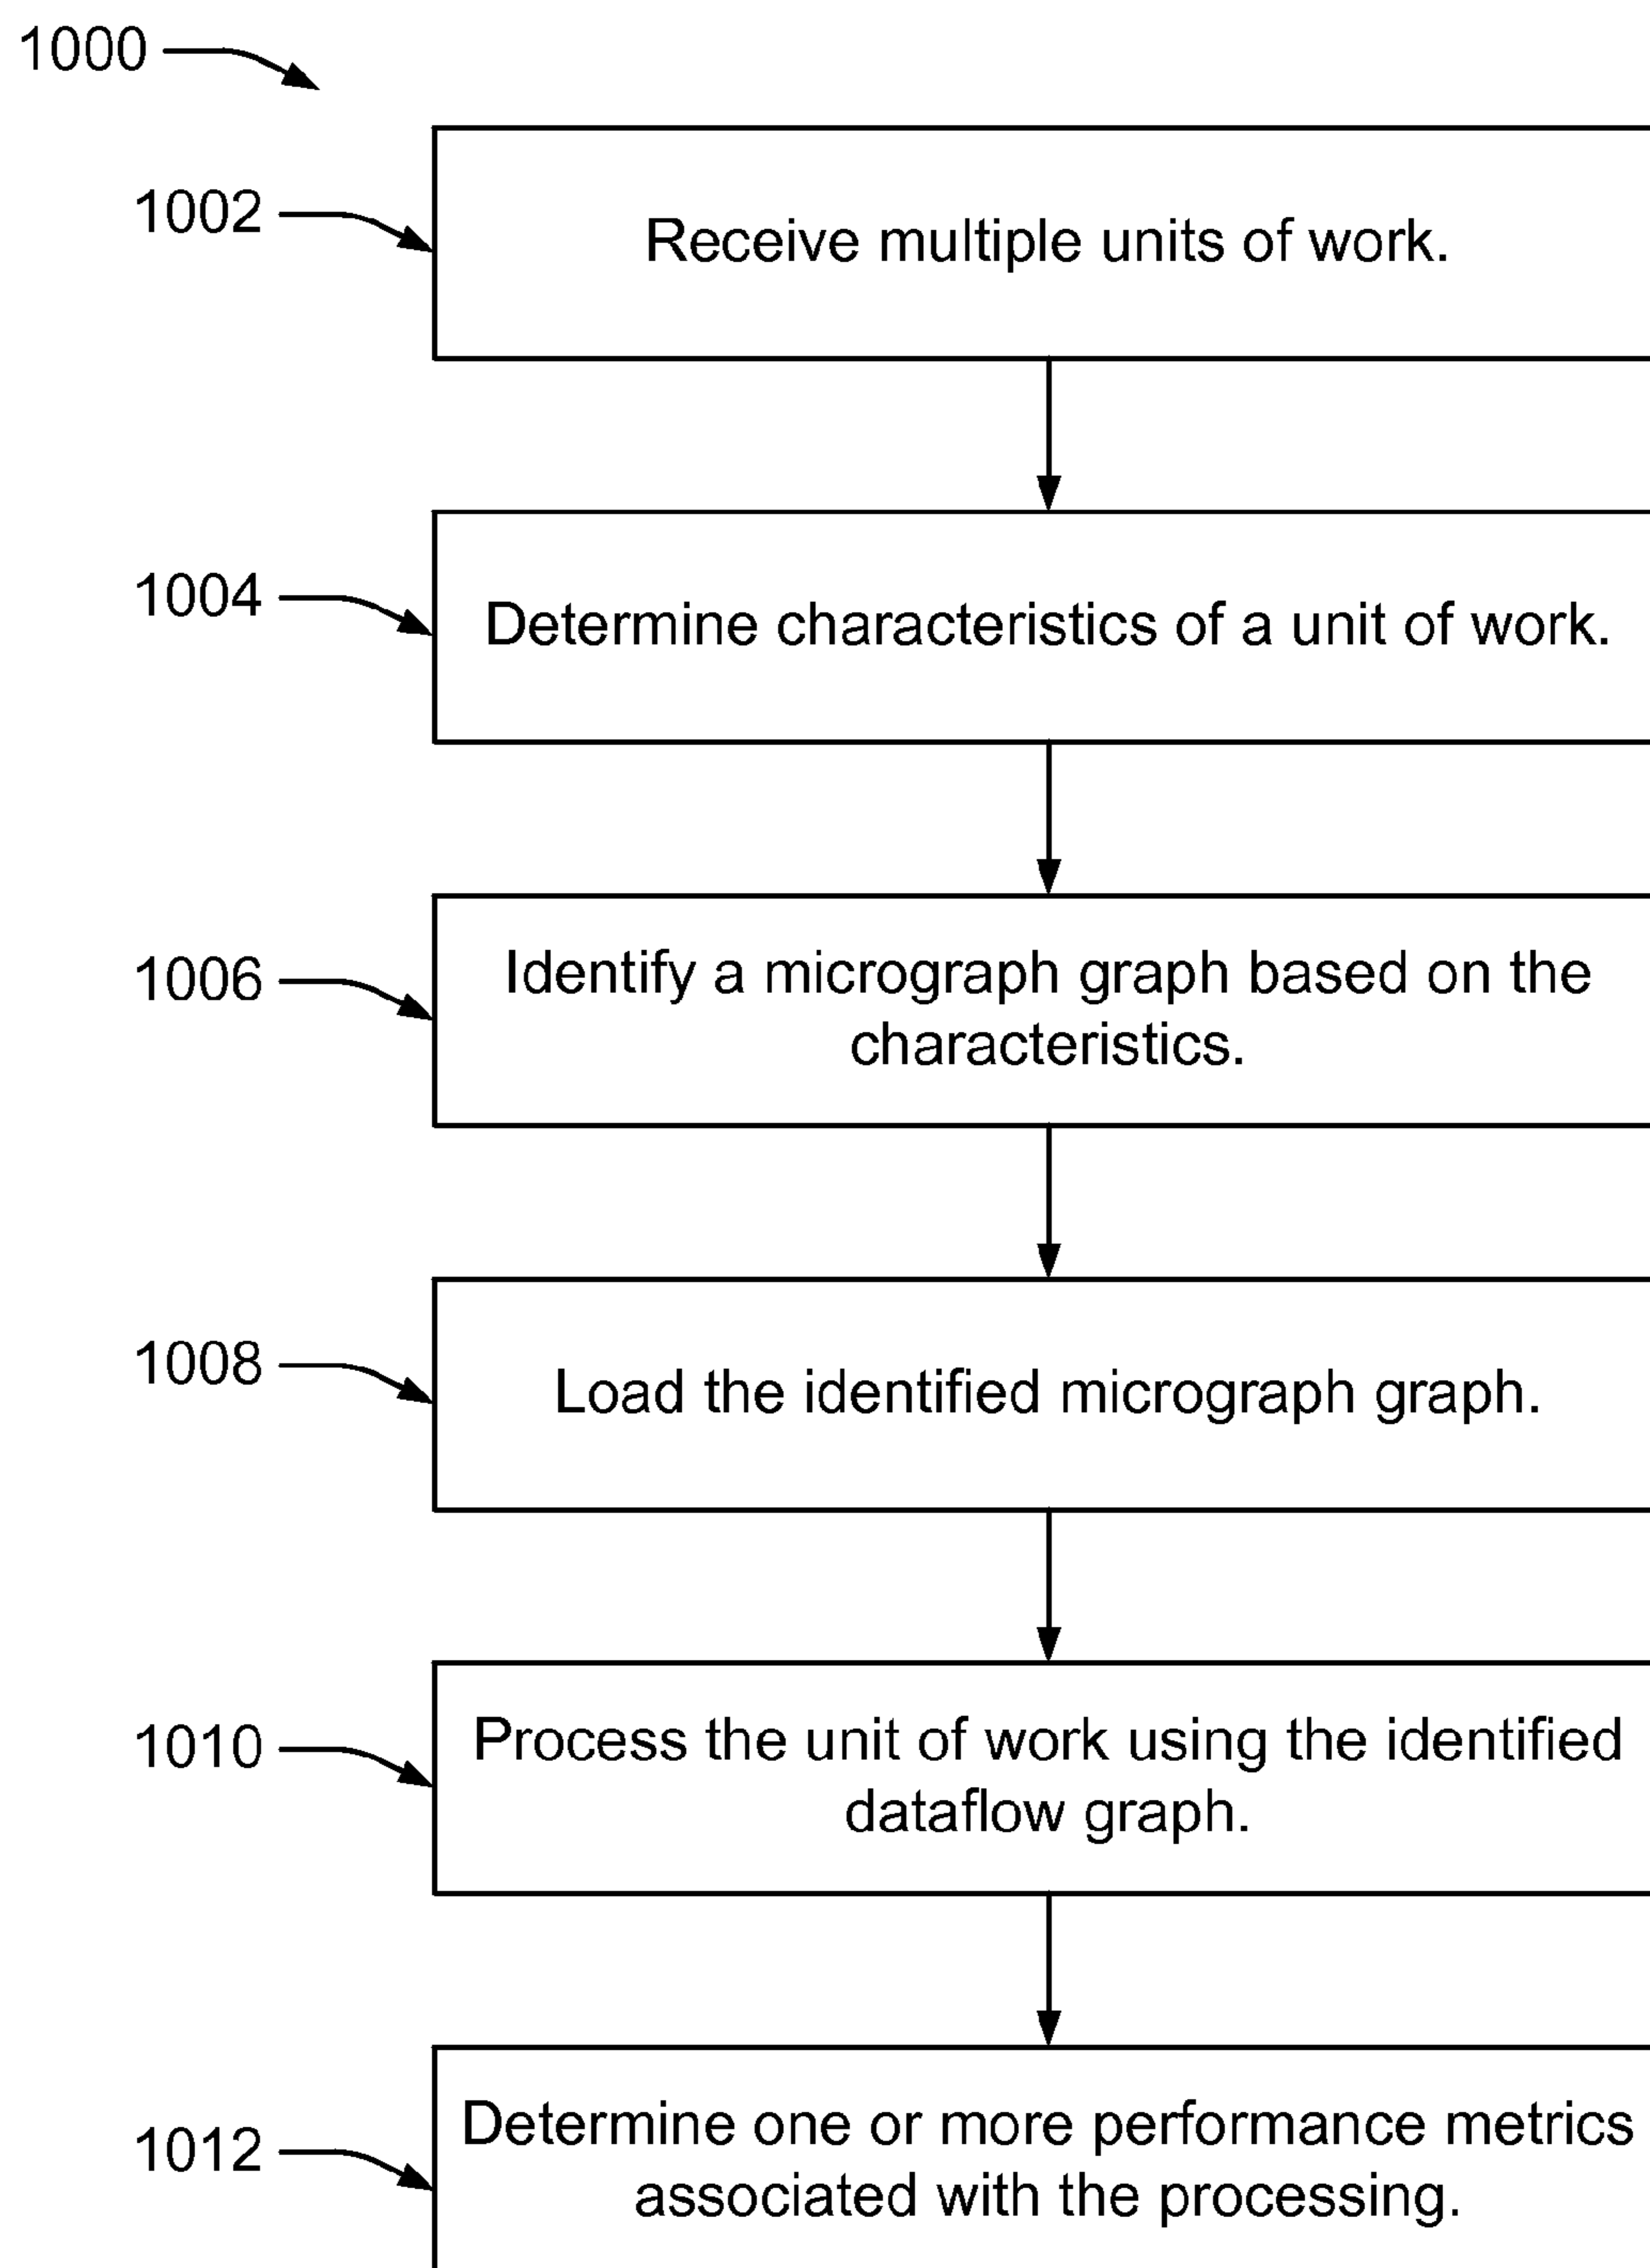 1000
1002
Receive multiple units of work.
1004
Determine characteristics of a unit of work.
1006
Identify a micrograph graph based on the
characteristics.
1008
Load the identified micrograph graph.
1010
Process the unit of work using the identified
dataflow graph.
1012
Determine one or more performance metrics
associated with the processing.